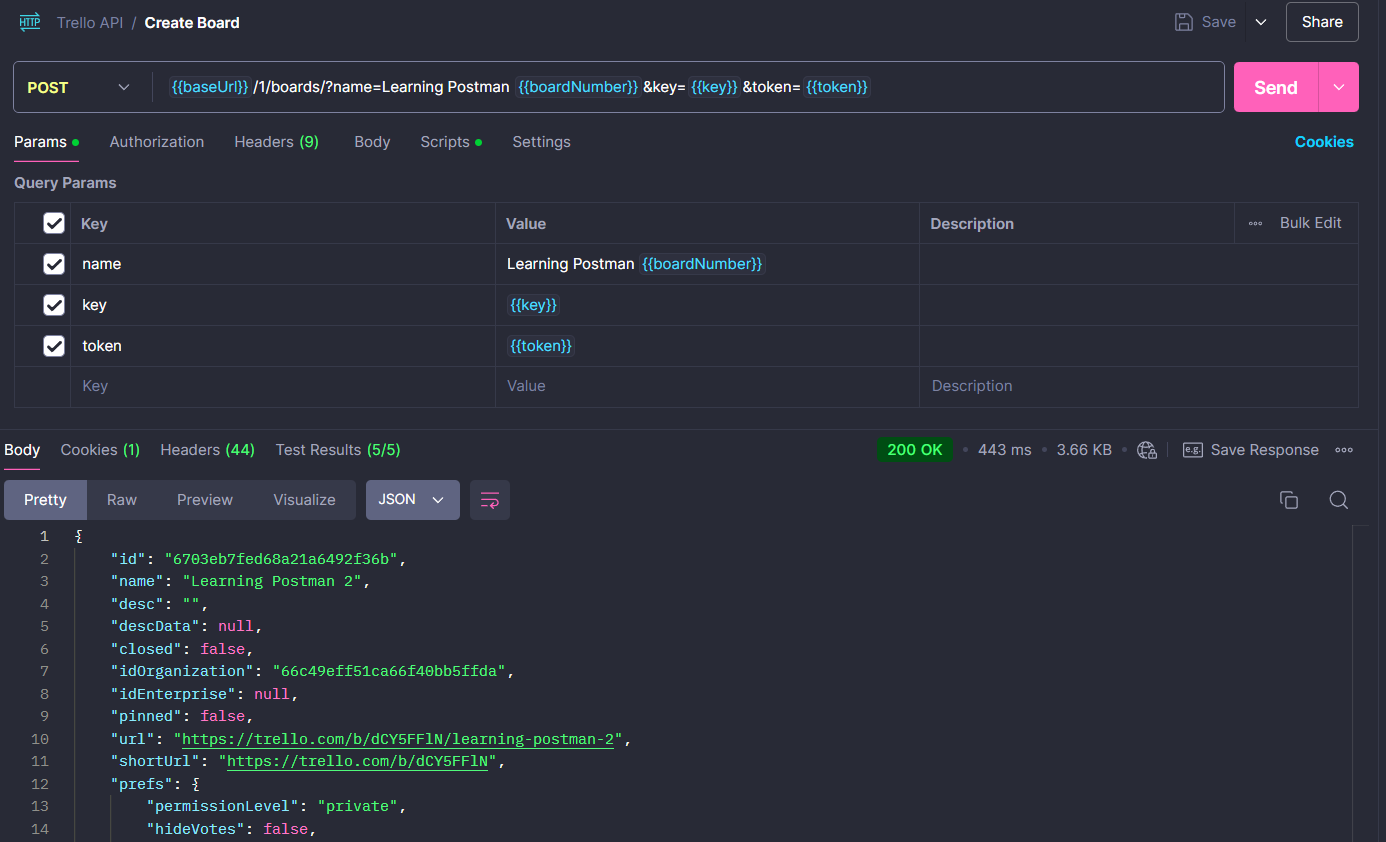 HTTP Trello API / Create Board Save Share
POST {{baseUrl}} /1/boards/?name=Learning Postman {{boardNumber}} &key= {{key}} &token= {{token}} Send
Params Authorization Headers (9) Body Scripts Settings Cookies
Query Params
Key Value Description Bulk Edit
name Learning Postman {{boardNumber}}
key {{key}}
token {{token}}
Key Value Description
Body Cookies (1) Headers (44) Test Results (5/5) 200 OK 443 ms 3.66 KB e.g. Save Response
Pretty Raw Preview Visualize JSON
1 {
2 "id": "6703eb7fed68a21a6492f36b",
3 "name": "Learning Postman 2",
4 "desc": "",
5 "descData": null,
6 "closed": false,
7 "idOrganization": "66c49eff51ca66f40bb5ffda",
8 "idEnterprise": null,
9 "pinned": false,
10 "url": "https://trello.com/b/dCY5FFlN/learning-postman-2",
11 "shortUrl": "https://trello.com/b/dCY5FFlN",
12 "prefs": {
13 "permissionLevel": "private",
14 "hideVotes": false,